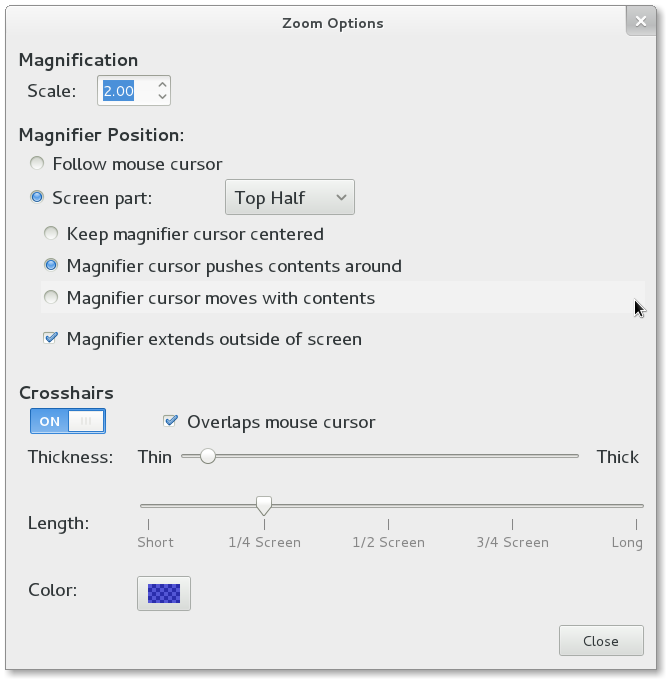 Zoom Options
Magnification
Scale: 2.00
Magnifier Position:
Follow mouse cursor
Screen part: Top Half
Keep magnifier cursor centered
Magnifier cursor pushes contents around
Magnifier cursor moves with contents
Magnifier extends outside of screen
Crosshairs
ON Overlaps mouse cursor
Thickness: Thin Thick
Length:
Short 1/4 Screen 1/2 Screen 3/4 Screen Long
Color:
Close